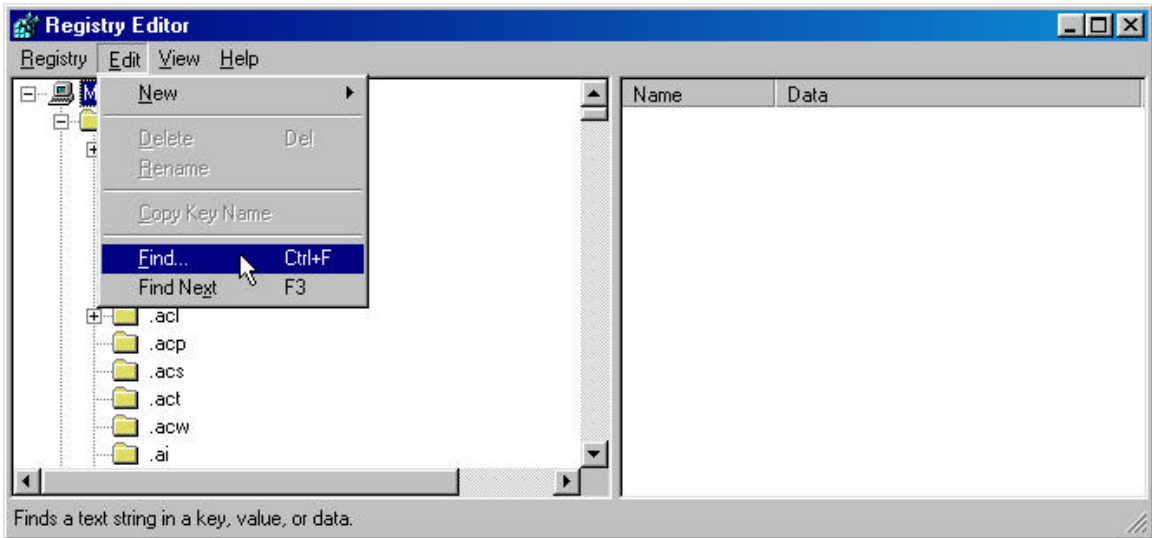 Registry Editor
Registry Edit View Help
M
Name Data
New
Delete Del
Rename
Copy Key Name
Find... Ctrl+F
Find Next F3
.acl
.acp
.acs
.act
.acw
.ai
Finds a text string in a key, value, or data.